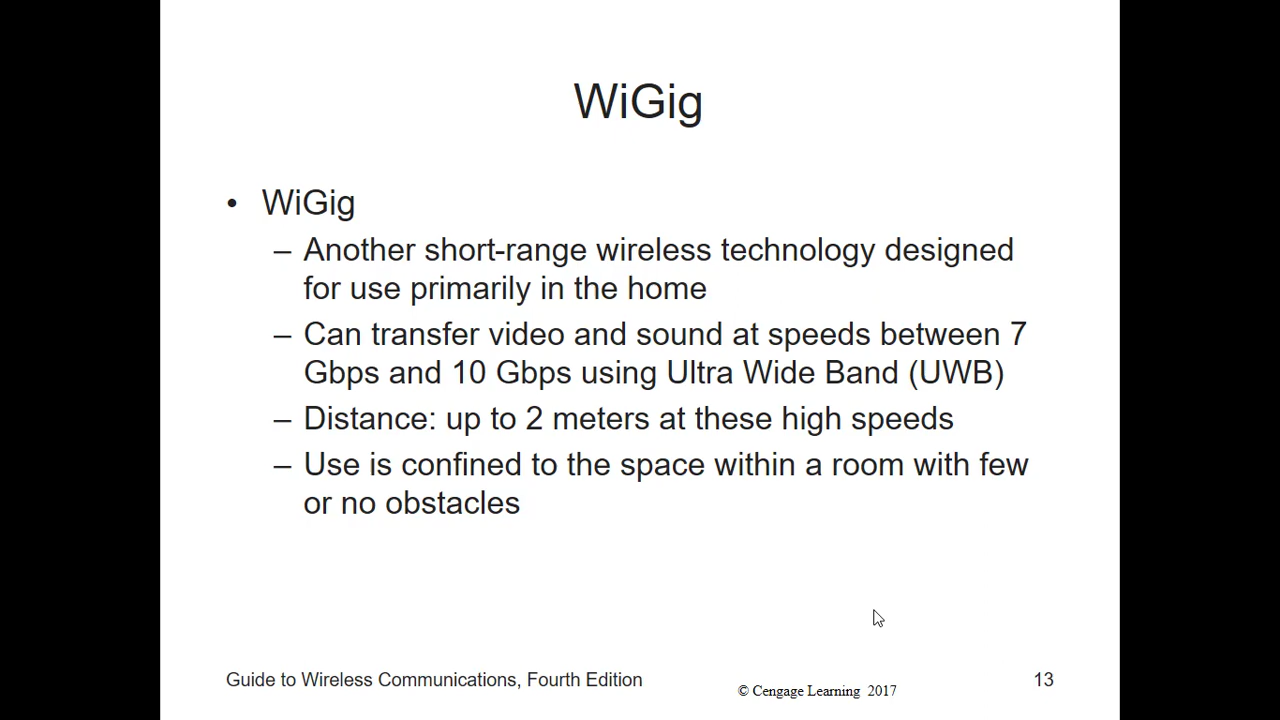 WiGig
• WiGig
– Another short-range wireless technology designed
for use primarily in the home
– Can transfer video and sound at speeds between 7
Gbps and 10 Gbps using Ultra Wide Band (UWB)
– Distance: up to 2 meters at these high speeds
– Use is confined to the space within a room with few
or no obstacles
Guide to Wireless Communications, Fourth Edition
© Cengage Learning 2017
13